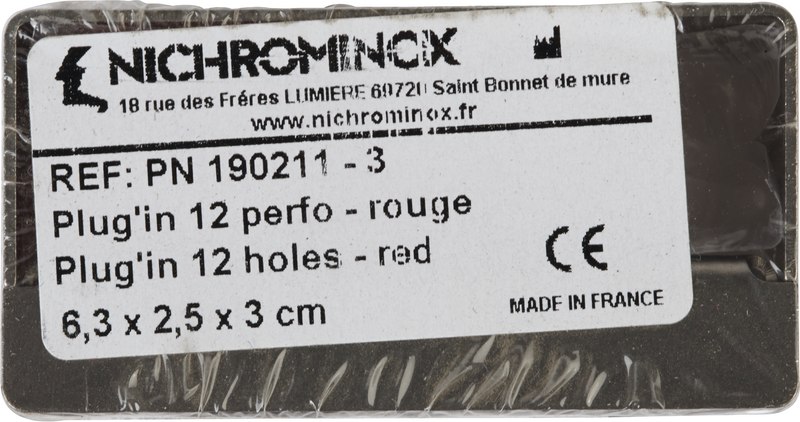 NICHROMINOX
18 rue des Fréres LUMIERE 69720 Saint Bonnet de mure
www.nichrominox.fr
REF: PN 190211 - 3
Plug'in 12 perfo - rouge
Plug'in 12 holes - red
CE
6,3 x 2,5 x 3 cm
MADE IN FRANCE